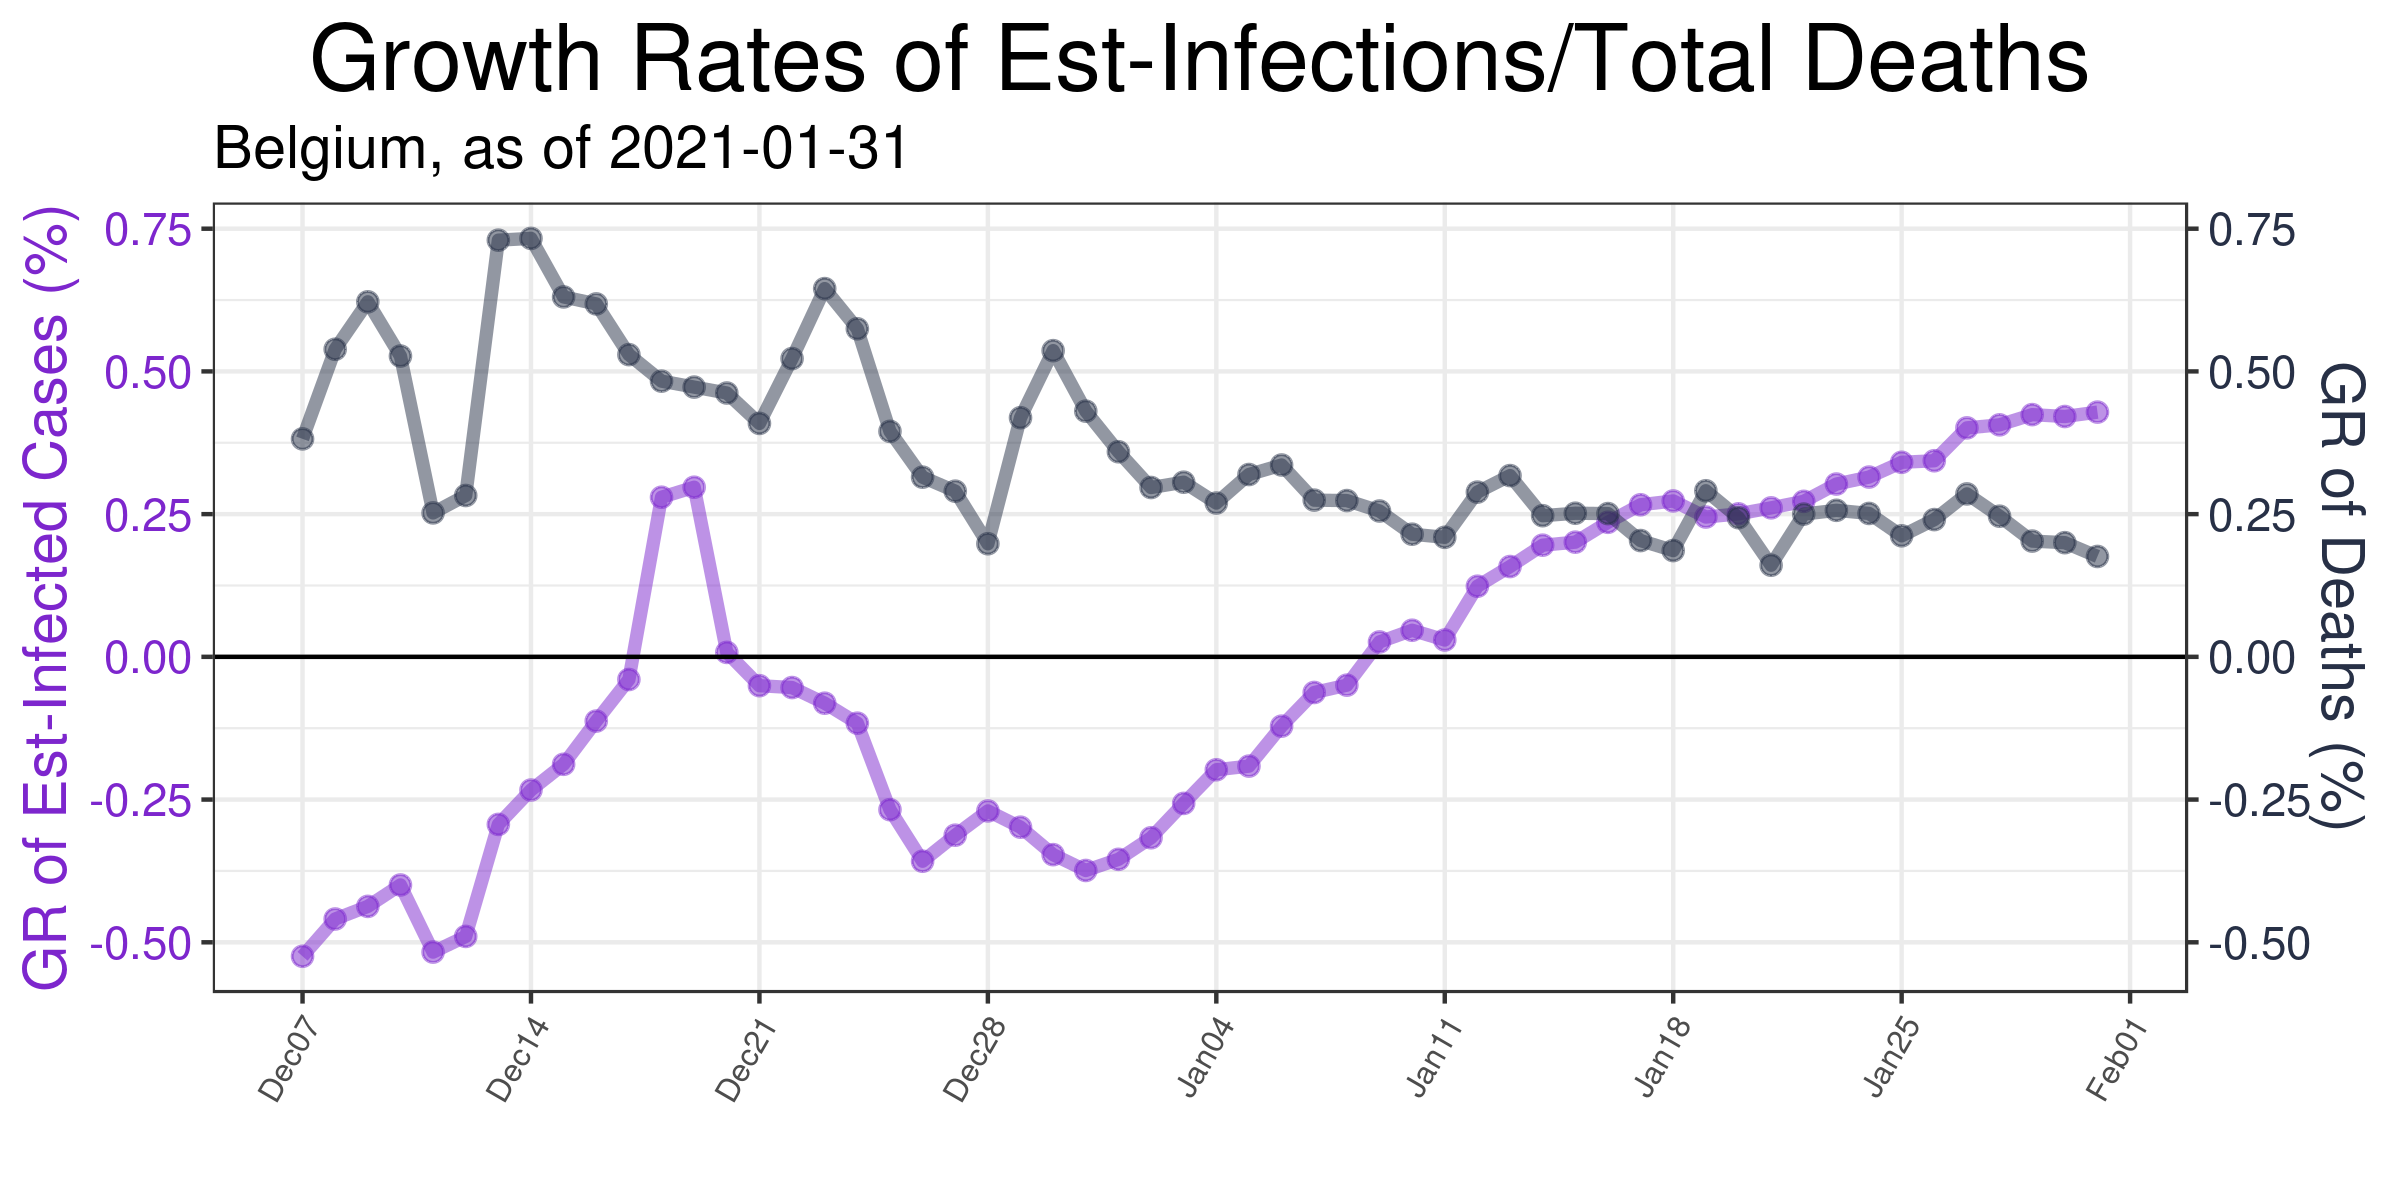 Growth Rates of Est-Infections/Total Deaths
Belgium, as of 2021-01-31
GR of Est-Infected Cases (%)
0.75
0.50
0.25
0.00
-0.25
-0.50
0.75
0.50
0.25
0.00
-0.25
-0.50
GR of Deaths (%)
Dec07
Dec14
Dec21
Dec28
Jan04
Jan11
Jan18
Jan25
Feb01